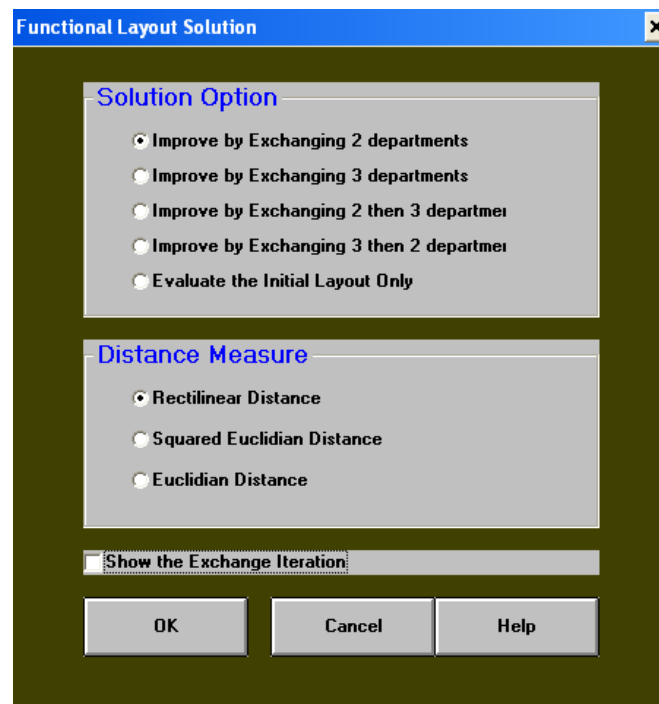 Functional Layout Solution
Solution Option
Improve by Exchanging 2 departments
Improve by Exchanging 3 departments
Improve by Exchanging 2 then 3 departmei
Improve by Exchanging 3 then 2 departmei
Evaluate the Initial Layout Only
Distance Measure
Rectilinear Distance
Squared Euclidian Distance
Euclidian Distance
Show the Exchange Iteration
OK Cancel Help